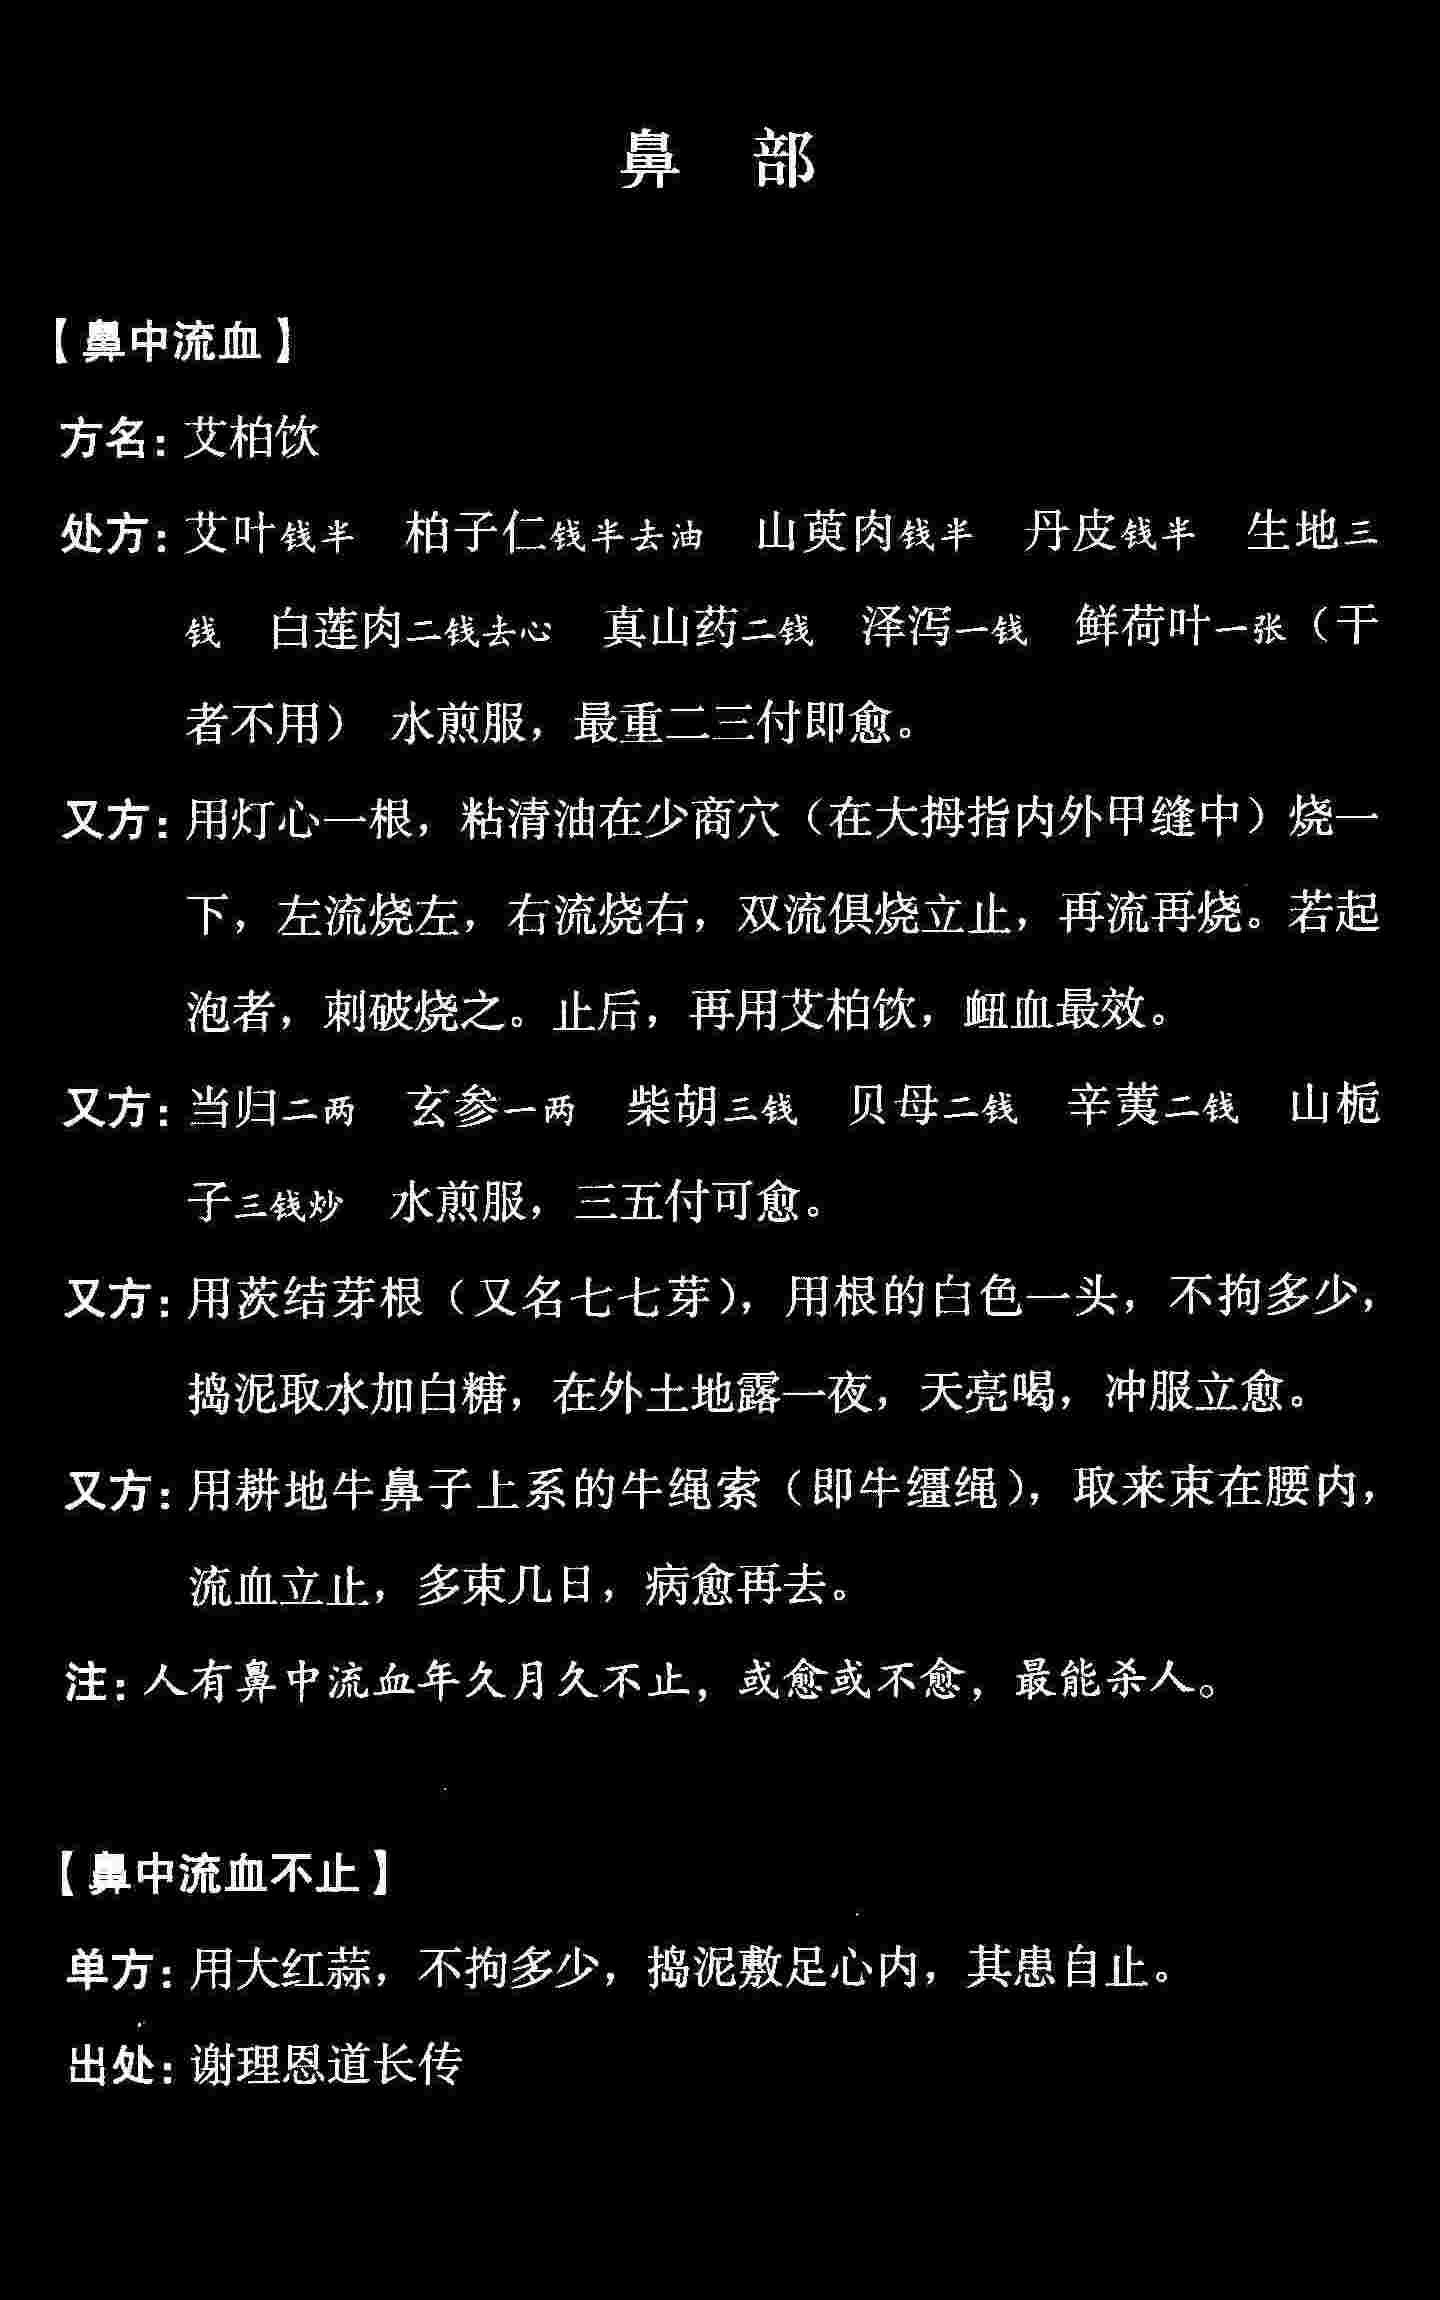 鼻 部
【鼻中流血】
方名：艾柏饮
处方：艾叶钱半 柏子仁钱半去油 山萸肉钱半 丹皮钱半 生地三
钱 白莲肉二钱去心 真山药二钱 泽泻一钱 鲜荷叶一张（干
者不用） 水煎服，最重二三付即愈。
又方：用灯心一根，粘清油在少商穴（在大拇指内外甲缝中）烧一
下，左流烧左，右流烧右，双流俱烧立止，再流再烧。若起
泡者，刺破烧之。止后，再用艾柏饮，衄血最效。
又方：当归二两 玄参一两 柴胡三钱 贝母二钱 辛荑二钱 山栀
子三钱炒 水煎服，三五付可愈。
又方：用茨结芽根（又名七七芽），用根的白色一头，不拘多少，
捣泥取水加白糖，在外土地露一夜，天亮喝，冲服立愈。
又方：用耕地牛鼻子上系的牛绳索（即牛缰绳），取来束在腰内，
流血立止，多束几日，病愈再去。
注：人有鼻中流血年久月久不止，或愈或不愈，最能杀人。
【鼻中流血不止】
单方：用大红蒜，不拘多少，捣泥敷足心内，其患自止。
出处：谢理恩道长传